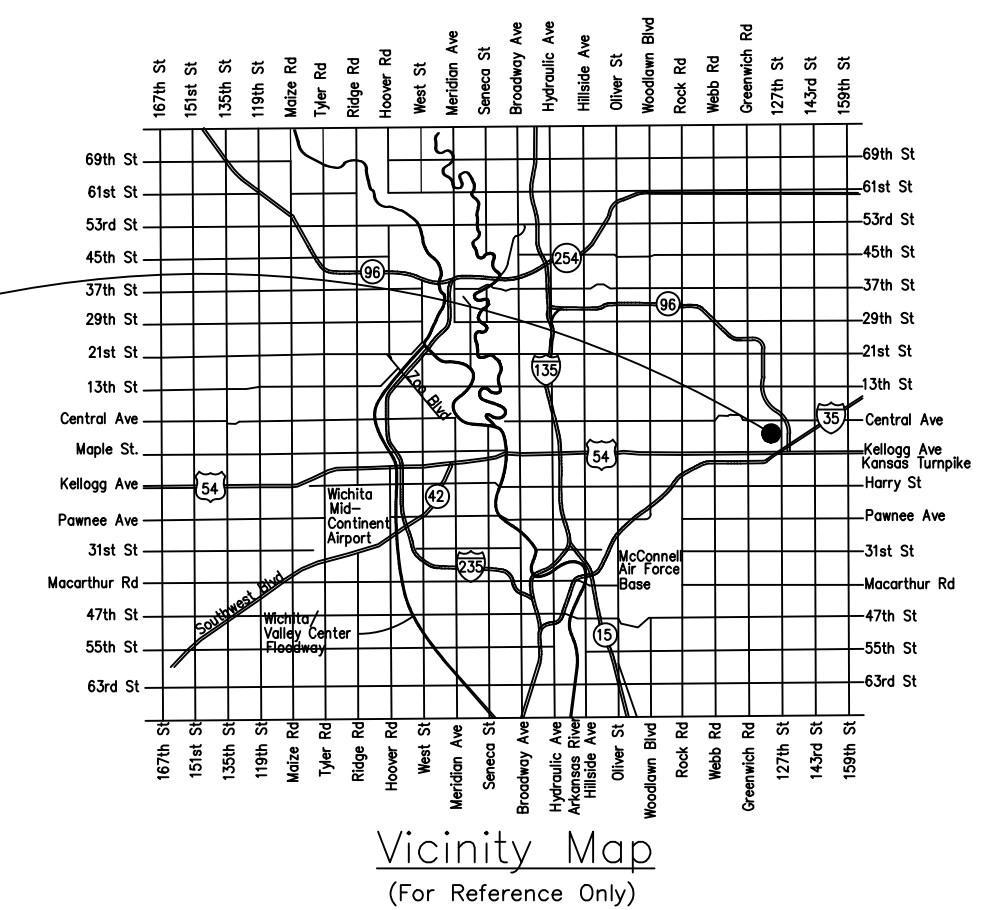 167th St
151st St
135th St
119th St
Maize Rd
Tyler Rd
Ridge Rd
Hoover Rd
West St
Meridian Ave
Seneca St
Broadway Ave
Hydraulic Ave
Hillside Ave
Oliver St
Woodlawn Blvd
Rock Rd
Webb Rd
Greenwich Rd
127th St
143rd St
159th St
69th St
61st St
53rd St
45th St
37th St
29th St
21st St
13th St
Central Ave
Maple St.
Kellogg Ave
Pawnee Ave
31st St
Macarthur Rd
47th St
55th St
63rd St
69th St
61st St
53rd St
45th St
37th St
29th St
21st St
13th St
Central Ave
Kellogg Ave
Kansas Turnpike
Harry St
Pawnee Ave
31st St
Macarthur Rd
47th St
55th St
63rd St
96
254
96
135
35
54
54
42
235
15
Zoo Blvd
Wichita
Mid-
Continent
Airport
McConnell
Air Force
Base
Southwest Blvd
Wichita/
Valley Center
Floodway
167th St
151st St
135th St
119th St
Maize Rd
Tyler Rd
Ridge Rd
Hoover Rd
West St
Meridian Ave
Seneca St
Broadway Ave
Hydraulic Ave
Arkansas River
Hillside Ave
Oliver St
Woodlawn Blvd
Rock Rd
Webb Rd
Greenwich Rd
127th St
143rd St
159th St
Vicinity Map
(For Reference Only)